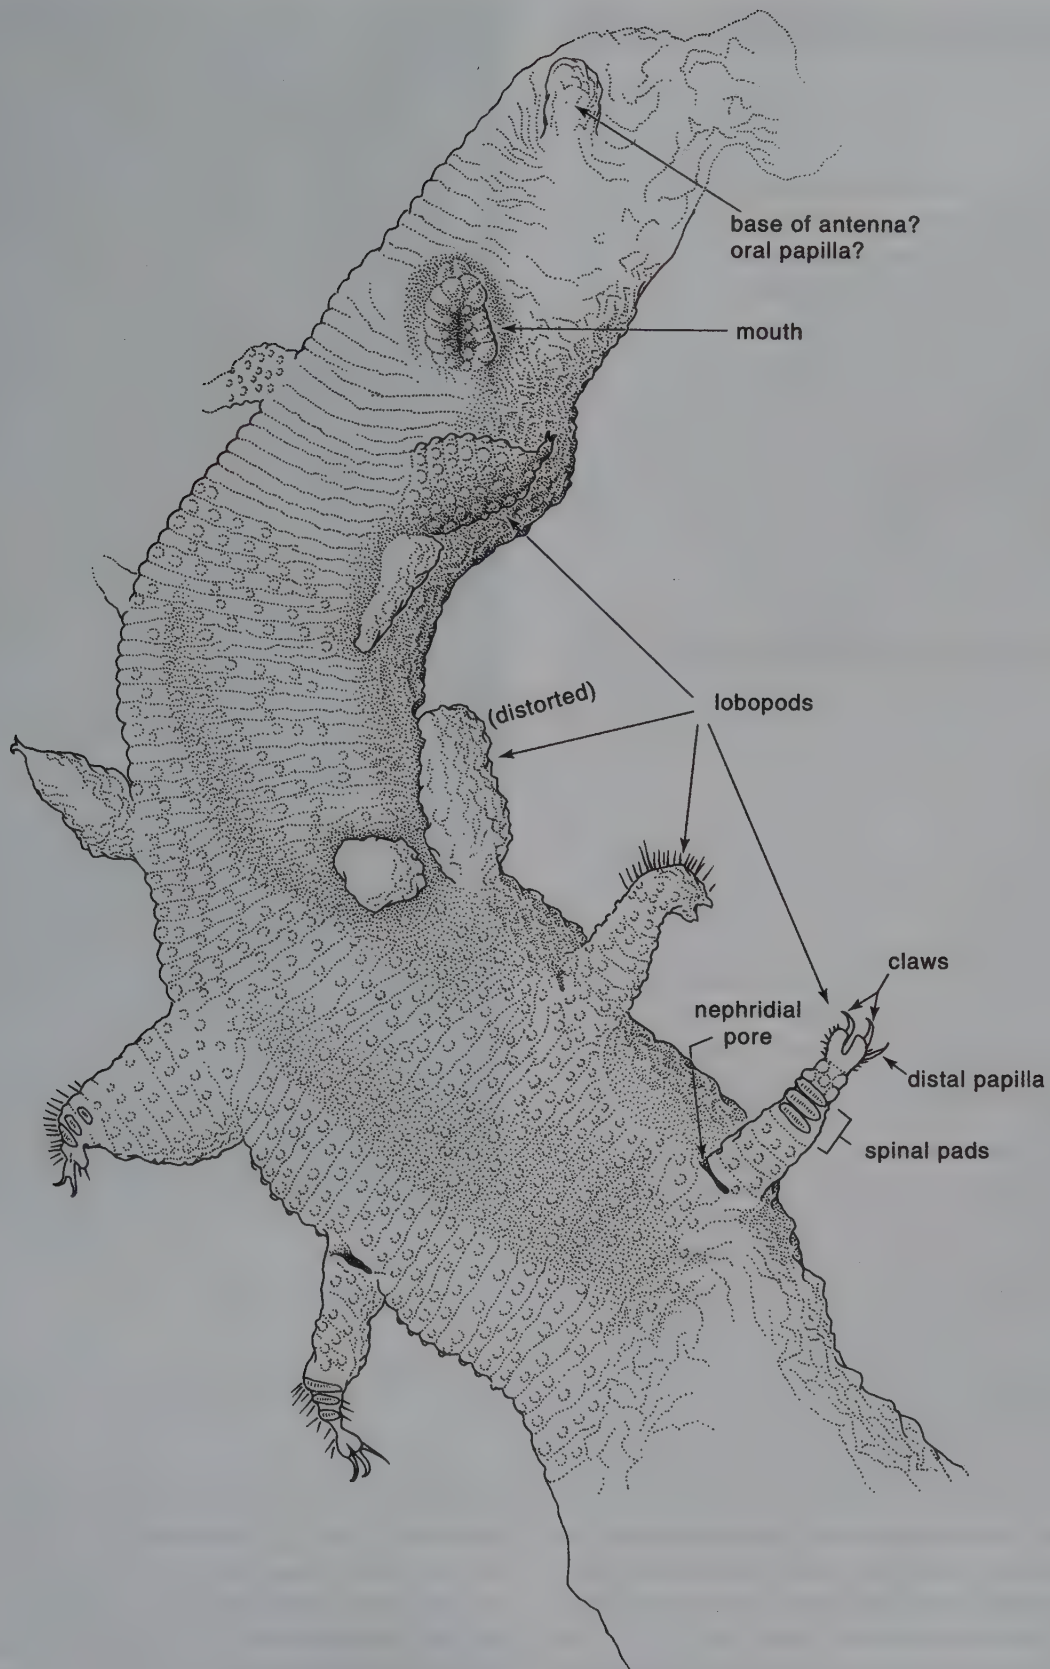 base of antenna?
oral papilla?
mouth
(distorted)
lobopods
claws
nephridial
pore
distal papilla
spinal pads